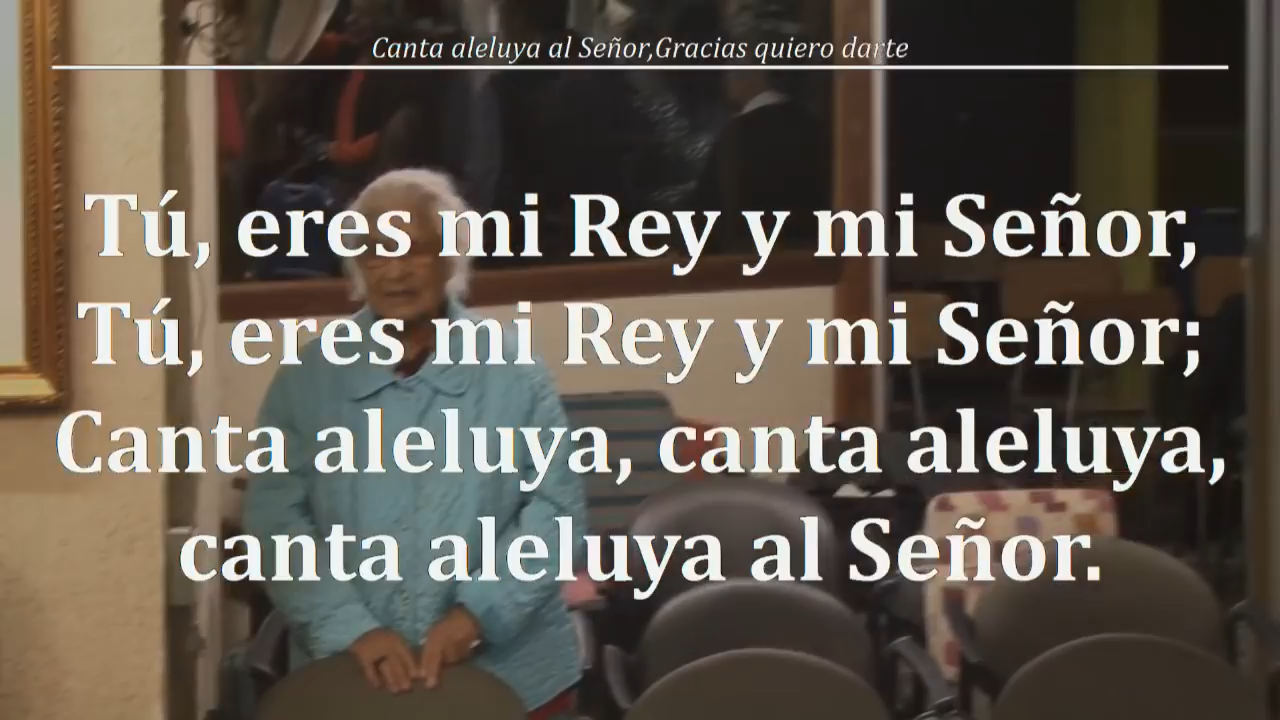 Canta aleluya al Señor,Gracias quiero darte
Tú, eres mi Rey y mi Señor,
Tú, eres mi Rey y mi Señor;
Canta aleluya, canta aleluya,
canta aleluya al Señor.